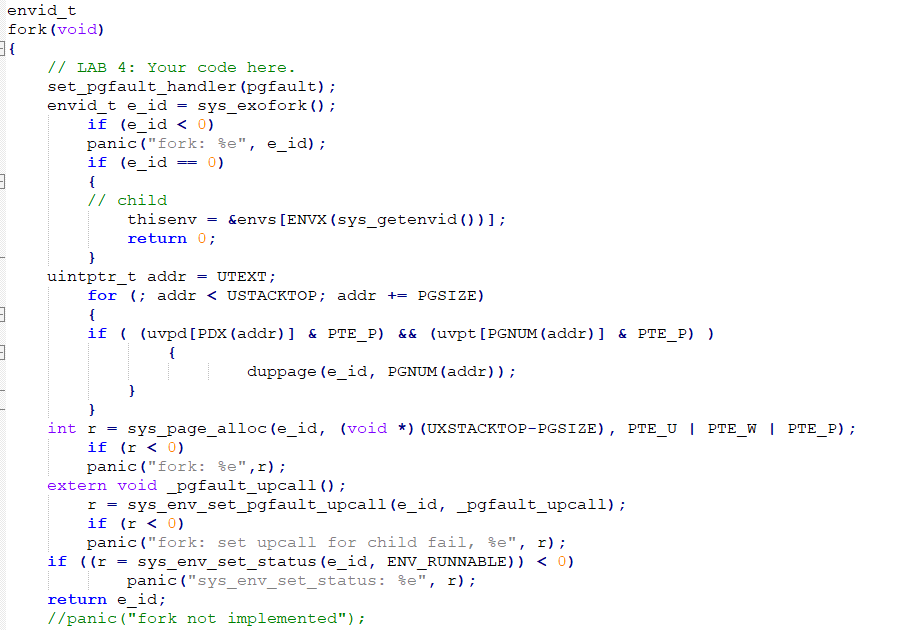 envid_t
fork(void)
{
// LAB 4: Your code here.
set_pgfault_handler(pgfault);
envid_t e_id = sys_exofork();
if (e_id < 0)
panic("fork: %e", e_id);
if (e_id == 0)
{
// child
thisenv = &envs[ENVX(sys_getenvid())];
return 0;
}
uintptr_t addr = UTEXT;
for (; addr < USTACKTOP; addr += PGSIZE)
{
if ( (uvpd[PDX(addr)] & PTE_P) && (uvpt[PGNUM(addr)] & PTE_P) )
{
duppage(e_id, PGNUM(addr));
}
}
int r = sys_page_alloc(e_id, (void *)(UXSTACKTOP-PGSIZE), PTE_U | PTE_W | PTE_P);
if (r < 0)
panic("fork: %e",r);
extern void _pgfault_upcall();
r = sys_env_set_pgfault_upcall(e_id, _pgfault_upcall);
if (r < 0)
panic("fork: set upcall for child fail, %e", r);
if ((r = sys_env_set_status(e_id, ENV_RUNNABLE)) < 0)
panic("sys_env_set_status: %e", r);
return e_id;
//panic("fork not implemented");